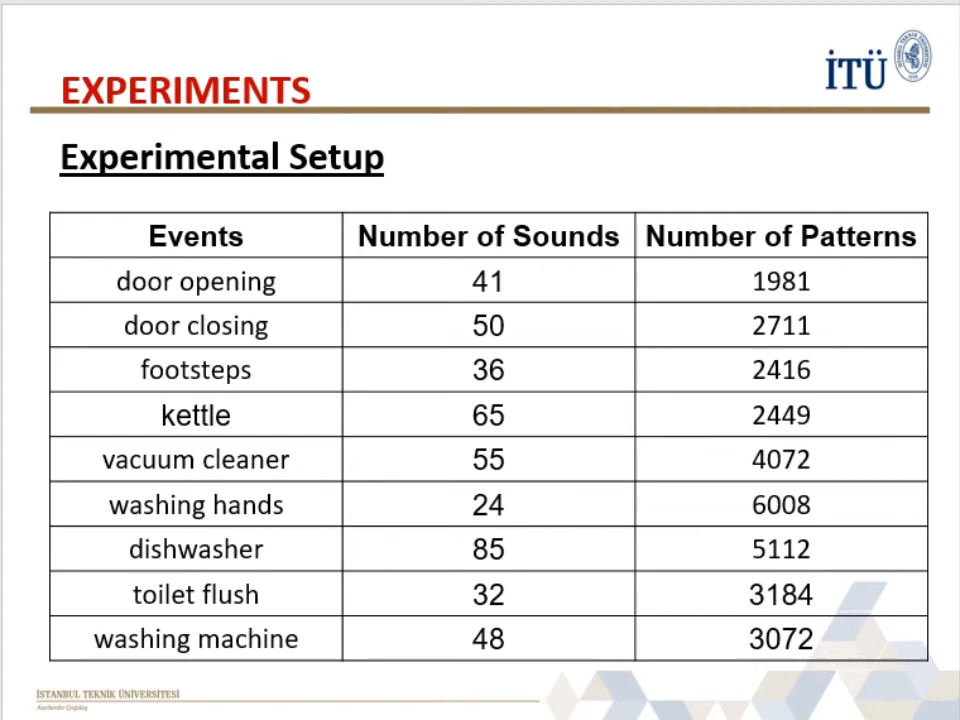 İTÜ
EXPERIMENTS
Experimental Setup
Events Number of Sounds Number of Patterns
door opening 41 1981
door closing 50 2711
footsteps 36 2416
kettle 65 2449
vacuum cleaner 55 4072
washing hands 24 6008
dishwasher 85 5112
toilet flush 32 3184
washing machine 48 3072
İSTANBUL TEKNİK ÜNİVERSİTESİ
Asırlardır Çağdaş